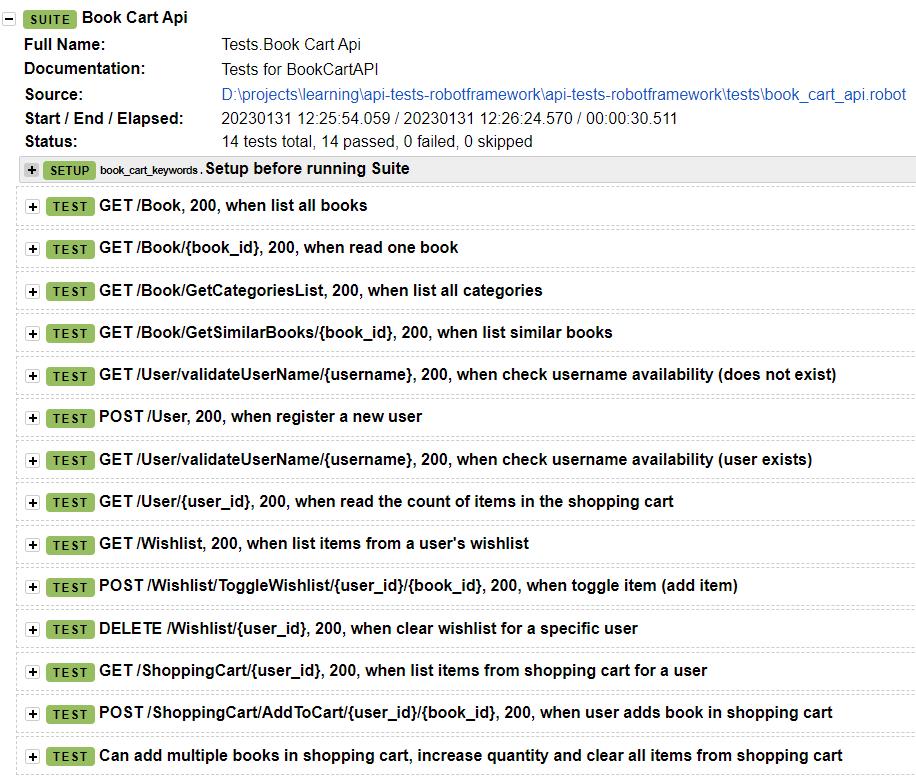 SUITE Book Cart Api
Full Name: Tests.Book Cart Api
Documentation: Tests for BookCartAPI
Source: D:\projects\learning\api-tests-robotframework\api-tests-robotframework\tests\book_cart_api.robot
Start / End / Elapsed: 20230131 12:25:54.059 / 20230131 12:26:24.570 / 00:00:30.511
Status: 14 tests total, 14 passed, 0 failed, 0 skipped
+ SETUP book_cart_keywords . Setup before running Suite
+ TEST GET /Book, 200, when list all books
+ TEST GET /Book/{book_id}, 200, when read one book
+ TEST GET /Book/GetCategoriesList, 200, when list all categories
+ TEST GET /Book/GetSimilarBooks/{book_id}, 200, when list similar books
+ TEST GET /User/validateUserName/{username}, 200, when check username availability (does not exist)
+ TEST POST /User, 200, when register a new user
+ TEST GET /User/validateUserName/{username}, 200, when check username availability (user exists)
+ TEST GET /User/{user_id}, 200, when read the count of items in the shopping cart
+ TEST GET /Wishlist, 200, when list items from a user's wishlist
+ TEST POST /Wishlist/ToggleWishlist/{user_id}/{book_id}, 200, when toggle item (add item)
+ TEST DELETE /Wishlist/{user_id}, 200, when clear wishlist for a specific user
+ TEST GET /ShoppingCart/{user_id}, 200, when list items from shopping cart for a user
+ TEST POST /ShoppingCart/AddToCart/{user_id}/{book_id}, 200, when user adds book in shopping cart
+ TEST Can add multiple books in shopping cart, increase quantity and clear all items from shopping cart